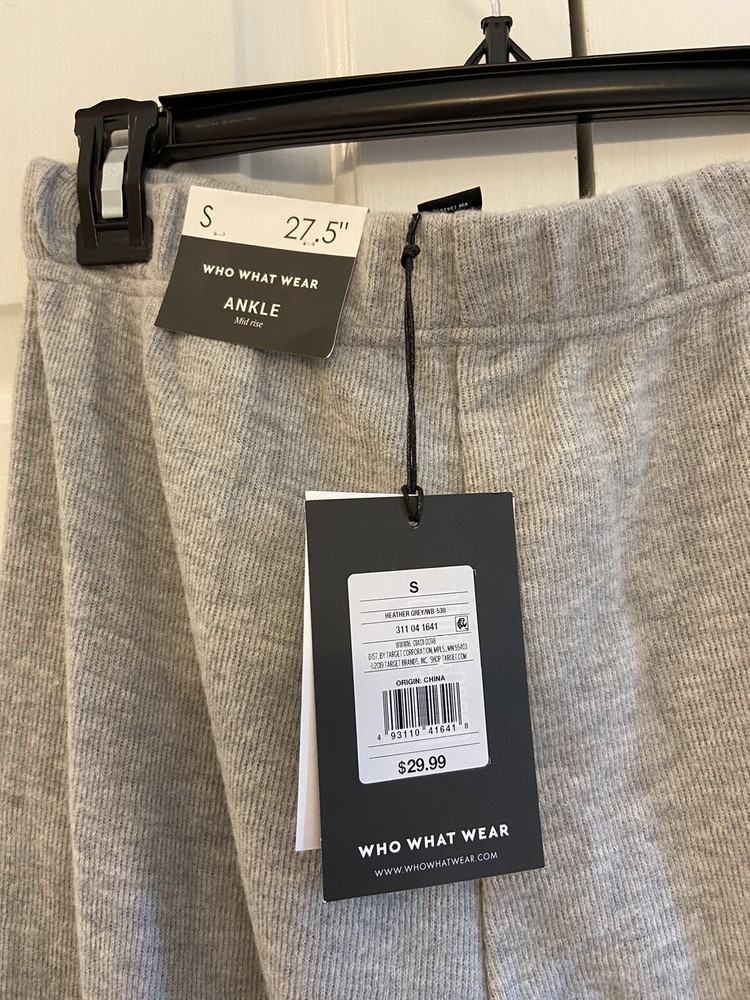 S 27.5"
WHO WHAT WEAR
ANKLE
Mid rise
S
HEATHER GREY/WB-530
311 04 1641
DIST. BY TARGET CORPORATION, MPLS, MN 55403
©2019 TARGET BRANDS, INC. SHOP TARGET.COM
ORIGIN: CHINA
4 93110 41641 8
$29.99
WHO WHAT WEAR
WWW.WHOWHATWEAR.COM